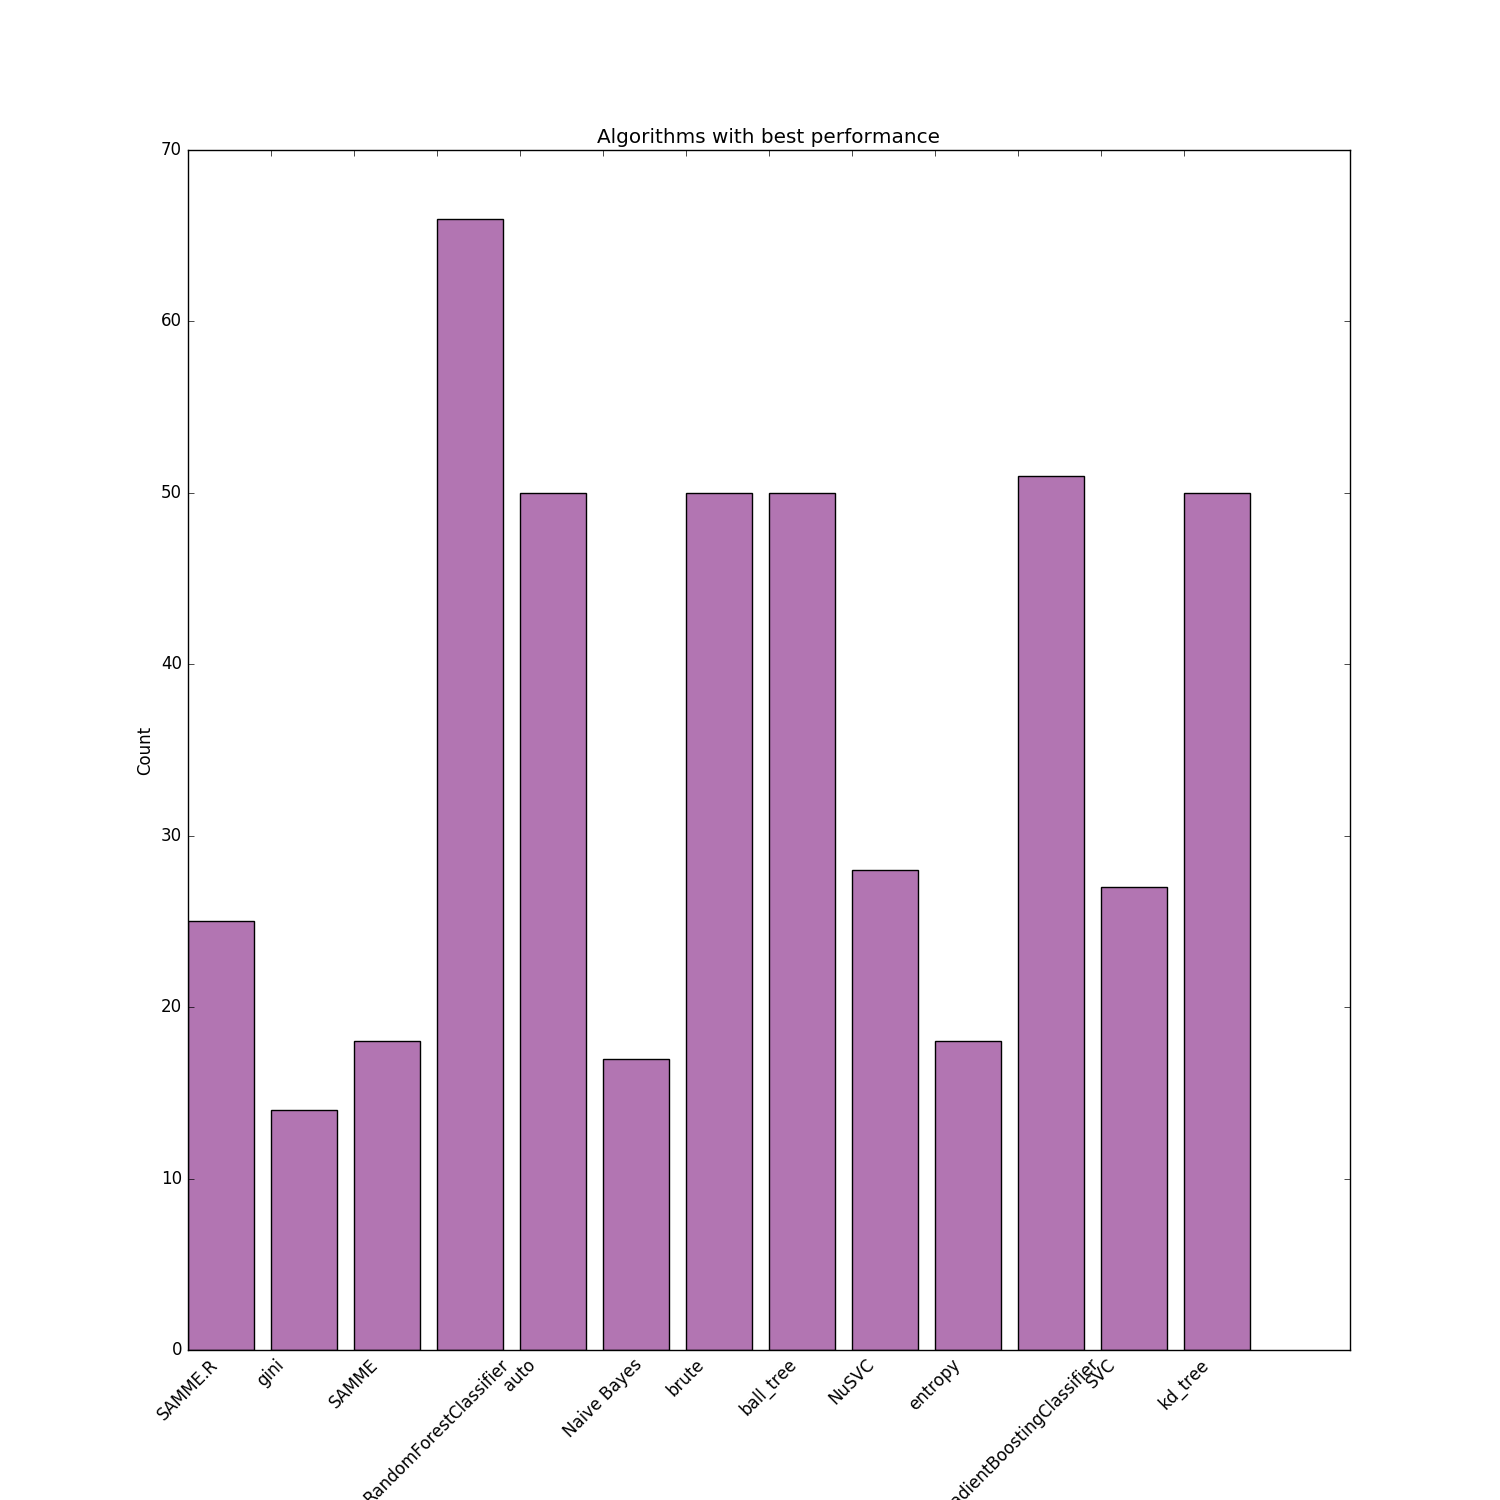 Algorithms with best performance
70
60
50
40
30
20
10
0
Count
SAMME.R
gini
SAMME
RandomForestClassifier
auto
Naive Bayes
brute
ball_tree
NuSVC
entropy
adientBoostingClassifier
SVC
kd_tree